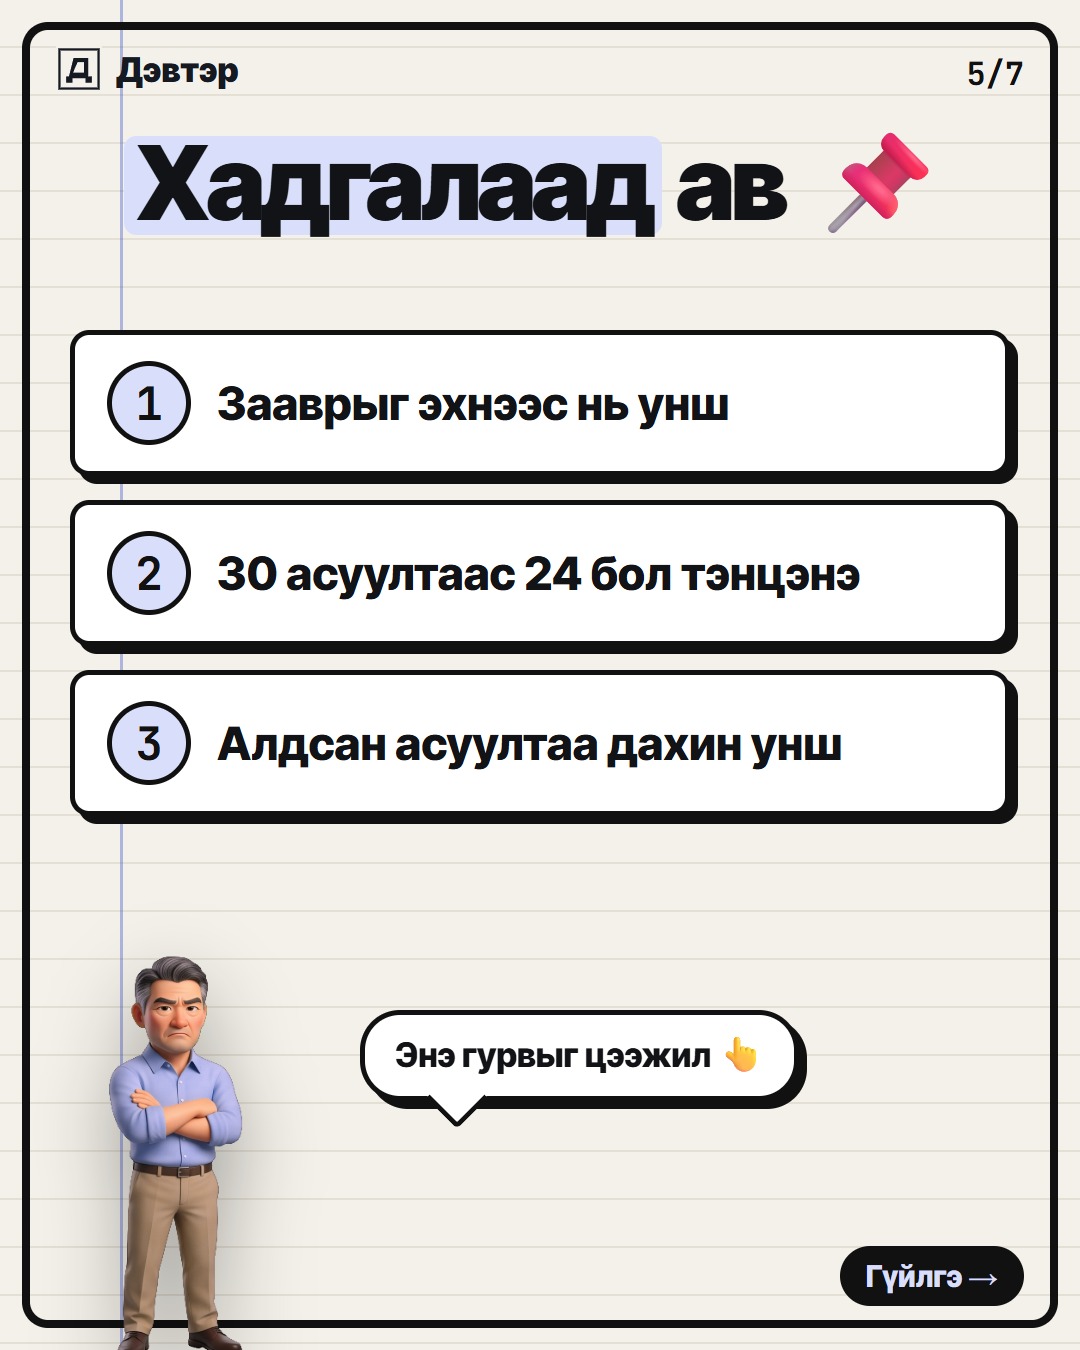 Д Дэвтэр
5/7
Хадгалаад ав 📌
1 Зааврыг эхнээс нь унш
2 30 асуултаас 24 бол тэнцэнэ
3 Алдсан асуултаа дахин унш
Энэ гурвыг цээжил 👆
Гүйлгэ →